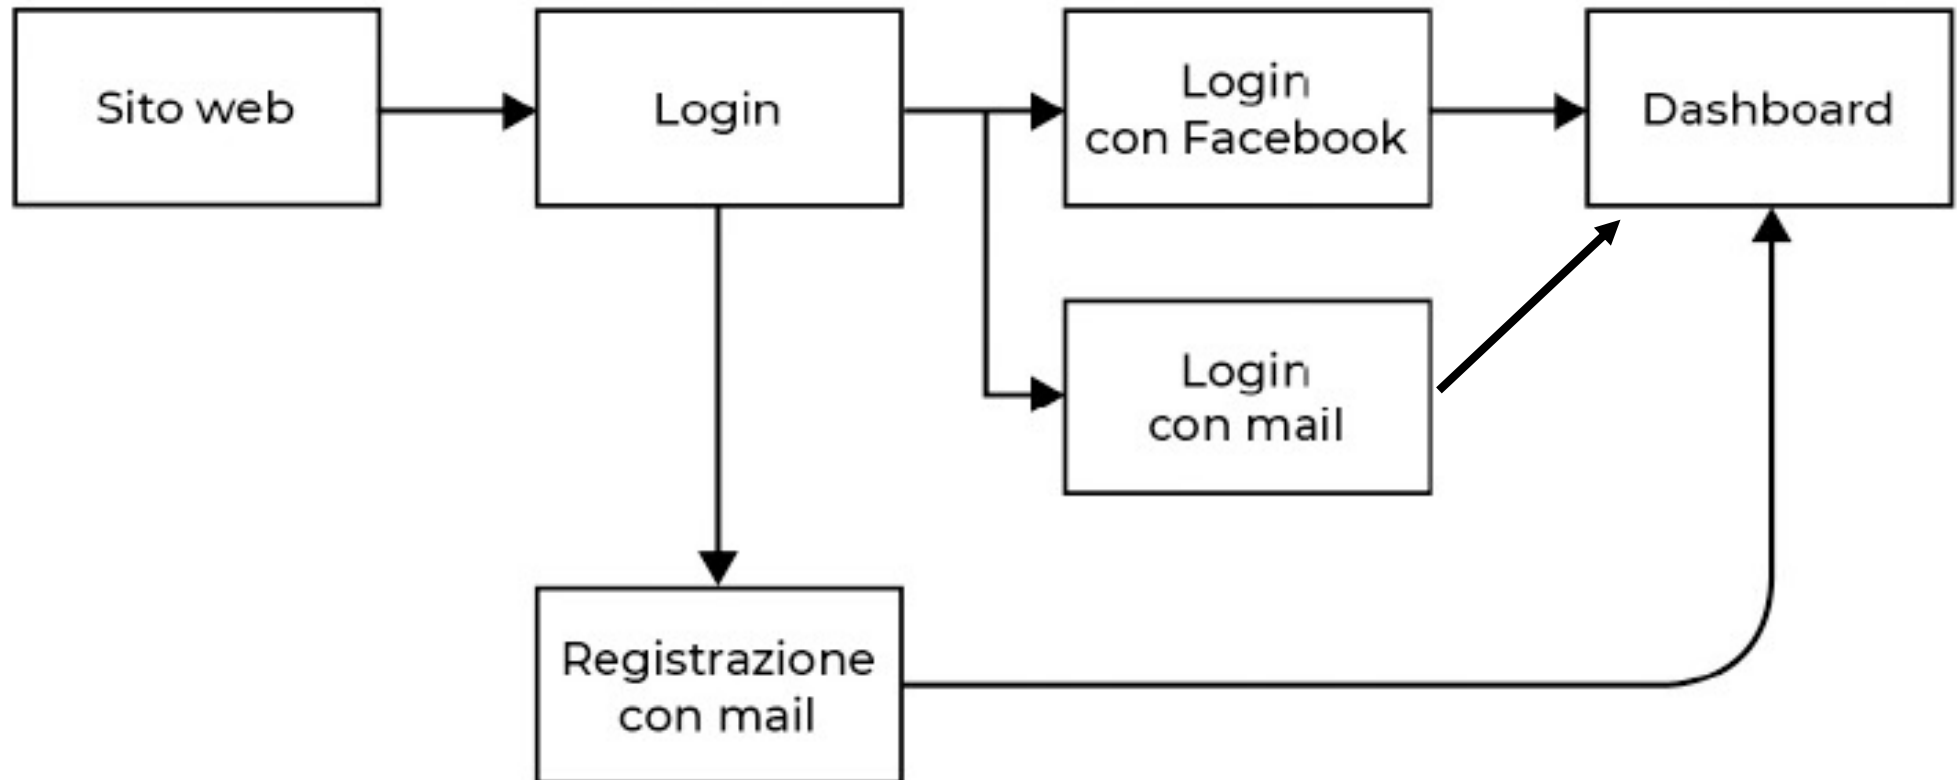 Sito web
Login
Login
con Facebook
Dashboard
Login
con mail
Registrazione
con mail